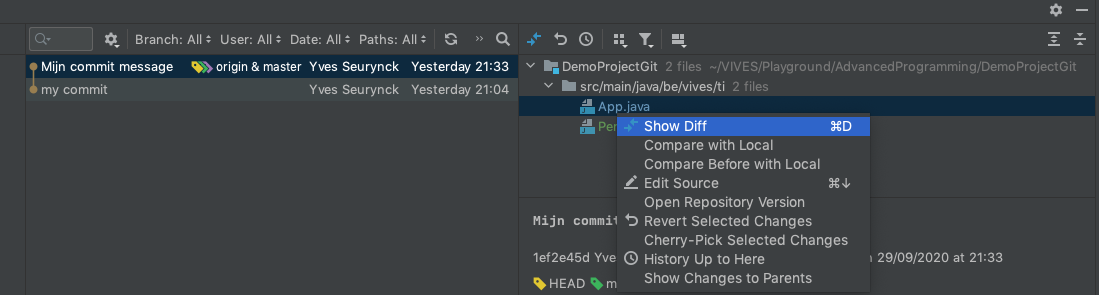 Branch: All User: All Date: All Paths: All
Mijn commit message origin & master Yves Seurynck Yesterday 21:33
my commit Yves Seurynck Yesterday 21:04
DemoProjectGit 2 files ~/VIVES/Playground/AdvancedProgramming/DemoProjectGit
src/main/java/be/vives/ti 2 files
App.java
Per
Show Diff ⌘D
Compare with Local
Compare Before with Local
Edit Source ⌘↓
Open Repository Version
Revert Selected Changes
Cherry-Pick Selected Changes
History Up to Here
Show Changes to Parents
Mijn commit
1ef2e45d Yve n 29/09/2020 at 21:33
HEAD m